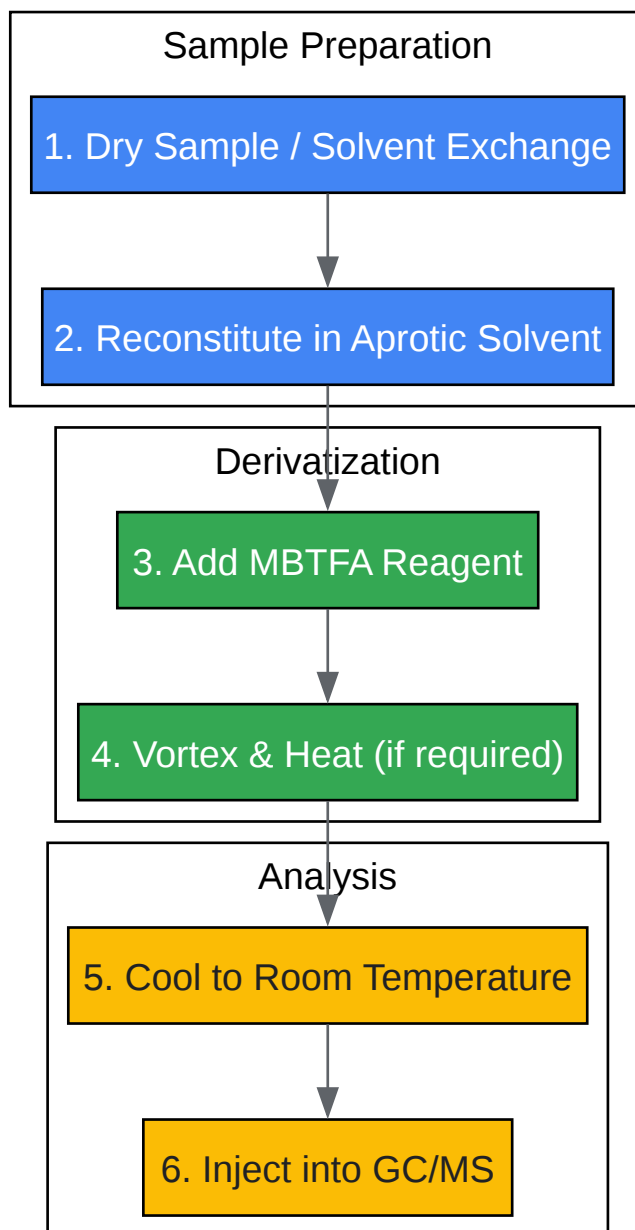 Sample Preparation
1. Dry Sample / Solvent Exchange
2. Reconstitute in Aprotic Solvent
Derivatization
3. Add MBTFA Reagent
4. Vortex & Heat (if required)
Analysis
5. Cool to Room Temperature
6. Inject into GC/MS